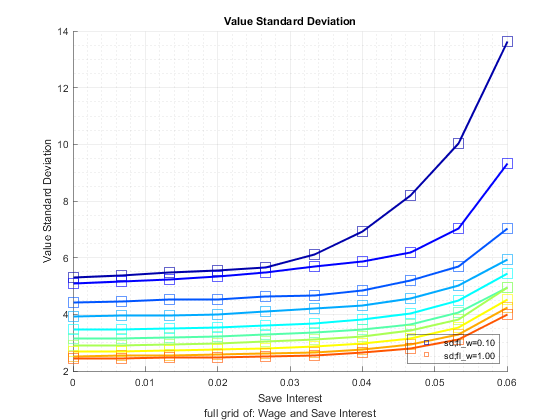 Value Standard Deviation
14
12
10
8
6
4
2
Value Standard Deviation
sd;fl_w=0.10
sd;fl_w=1.00
0 0.01 0.02 0.03 0.04 0.05 0.06
Save Interest
full grid of: Wage and Save Interest